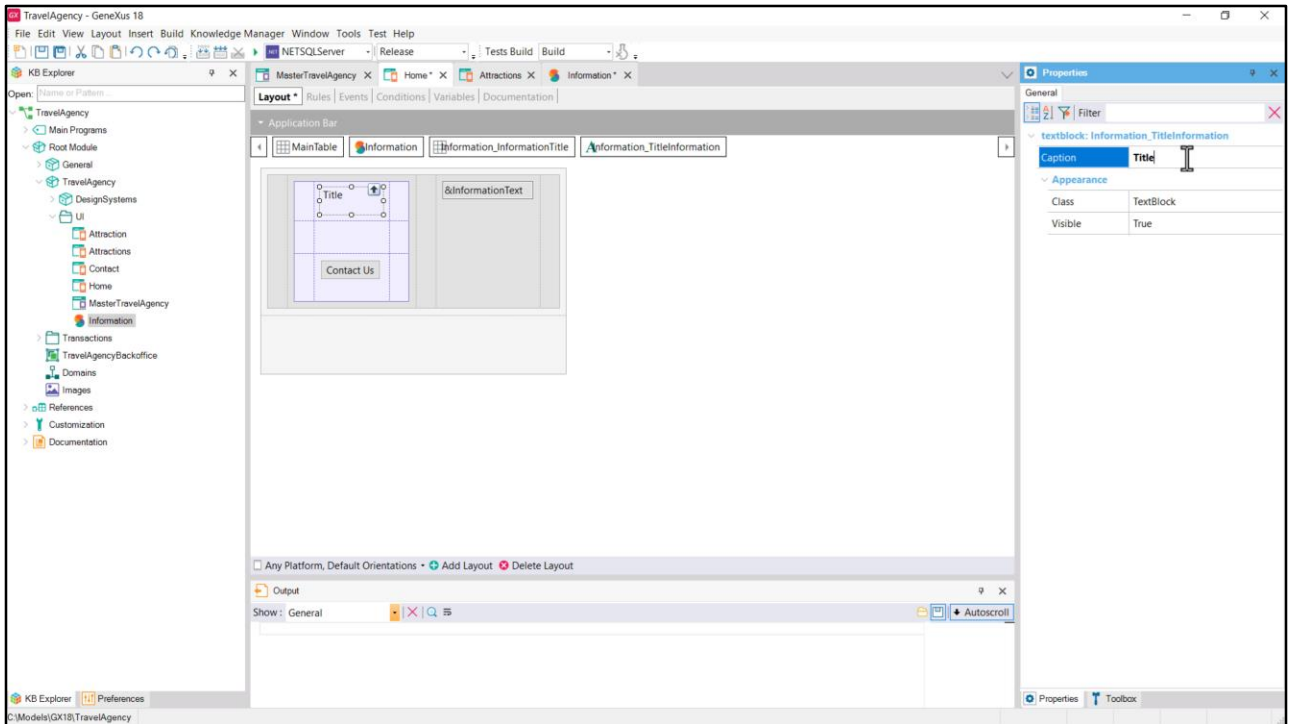 TravelAgency - GeneXus 18
File Edit View Layout Insert Build Knowledge Manager Window Tools Test Help
NETSQLServer Release Tests Build Build
KB Explorer
Open: Name or Pattern...
TravelAgency
Main Programs
Root Module
General
TravelAgency
DesignSystems
UI
Attraction
Attractions
Contact
Home
MasterTravelAgency
Information
Transactions
TravelAgencyBackoffice
Domains
Images
References
Customization
Documentation
KB Explorer Preferences
C:\Models\GX18\TravelAgency
MasterTravelAgency X Home* X Attractions X Information* X
Layout * Rules Events Conditions Variables Documentation
Application Bar
MainTable Information Information_InformationTitle Information_TitleInformation
Title &InformationText
Contact Us
Any Platform, Default Orientations Add Layout Delete Layout
Output
Show: General Autoscroll
Properties
General
Filter
textblock: Information_TitleInformation
Caption Title
Appearance
Class TextBlock
Visible True
Properties Toolbox